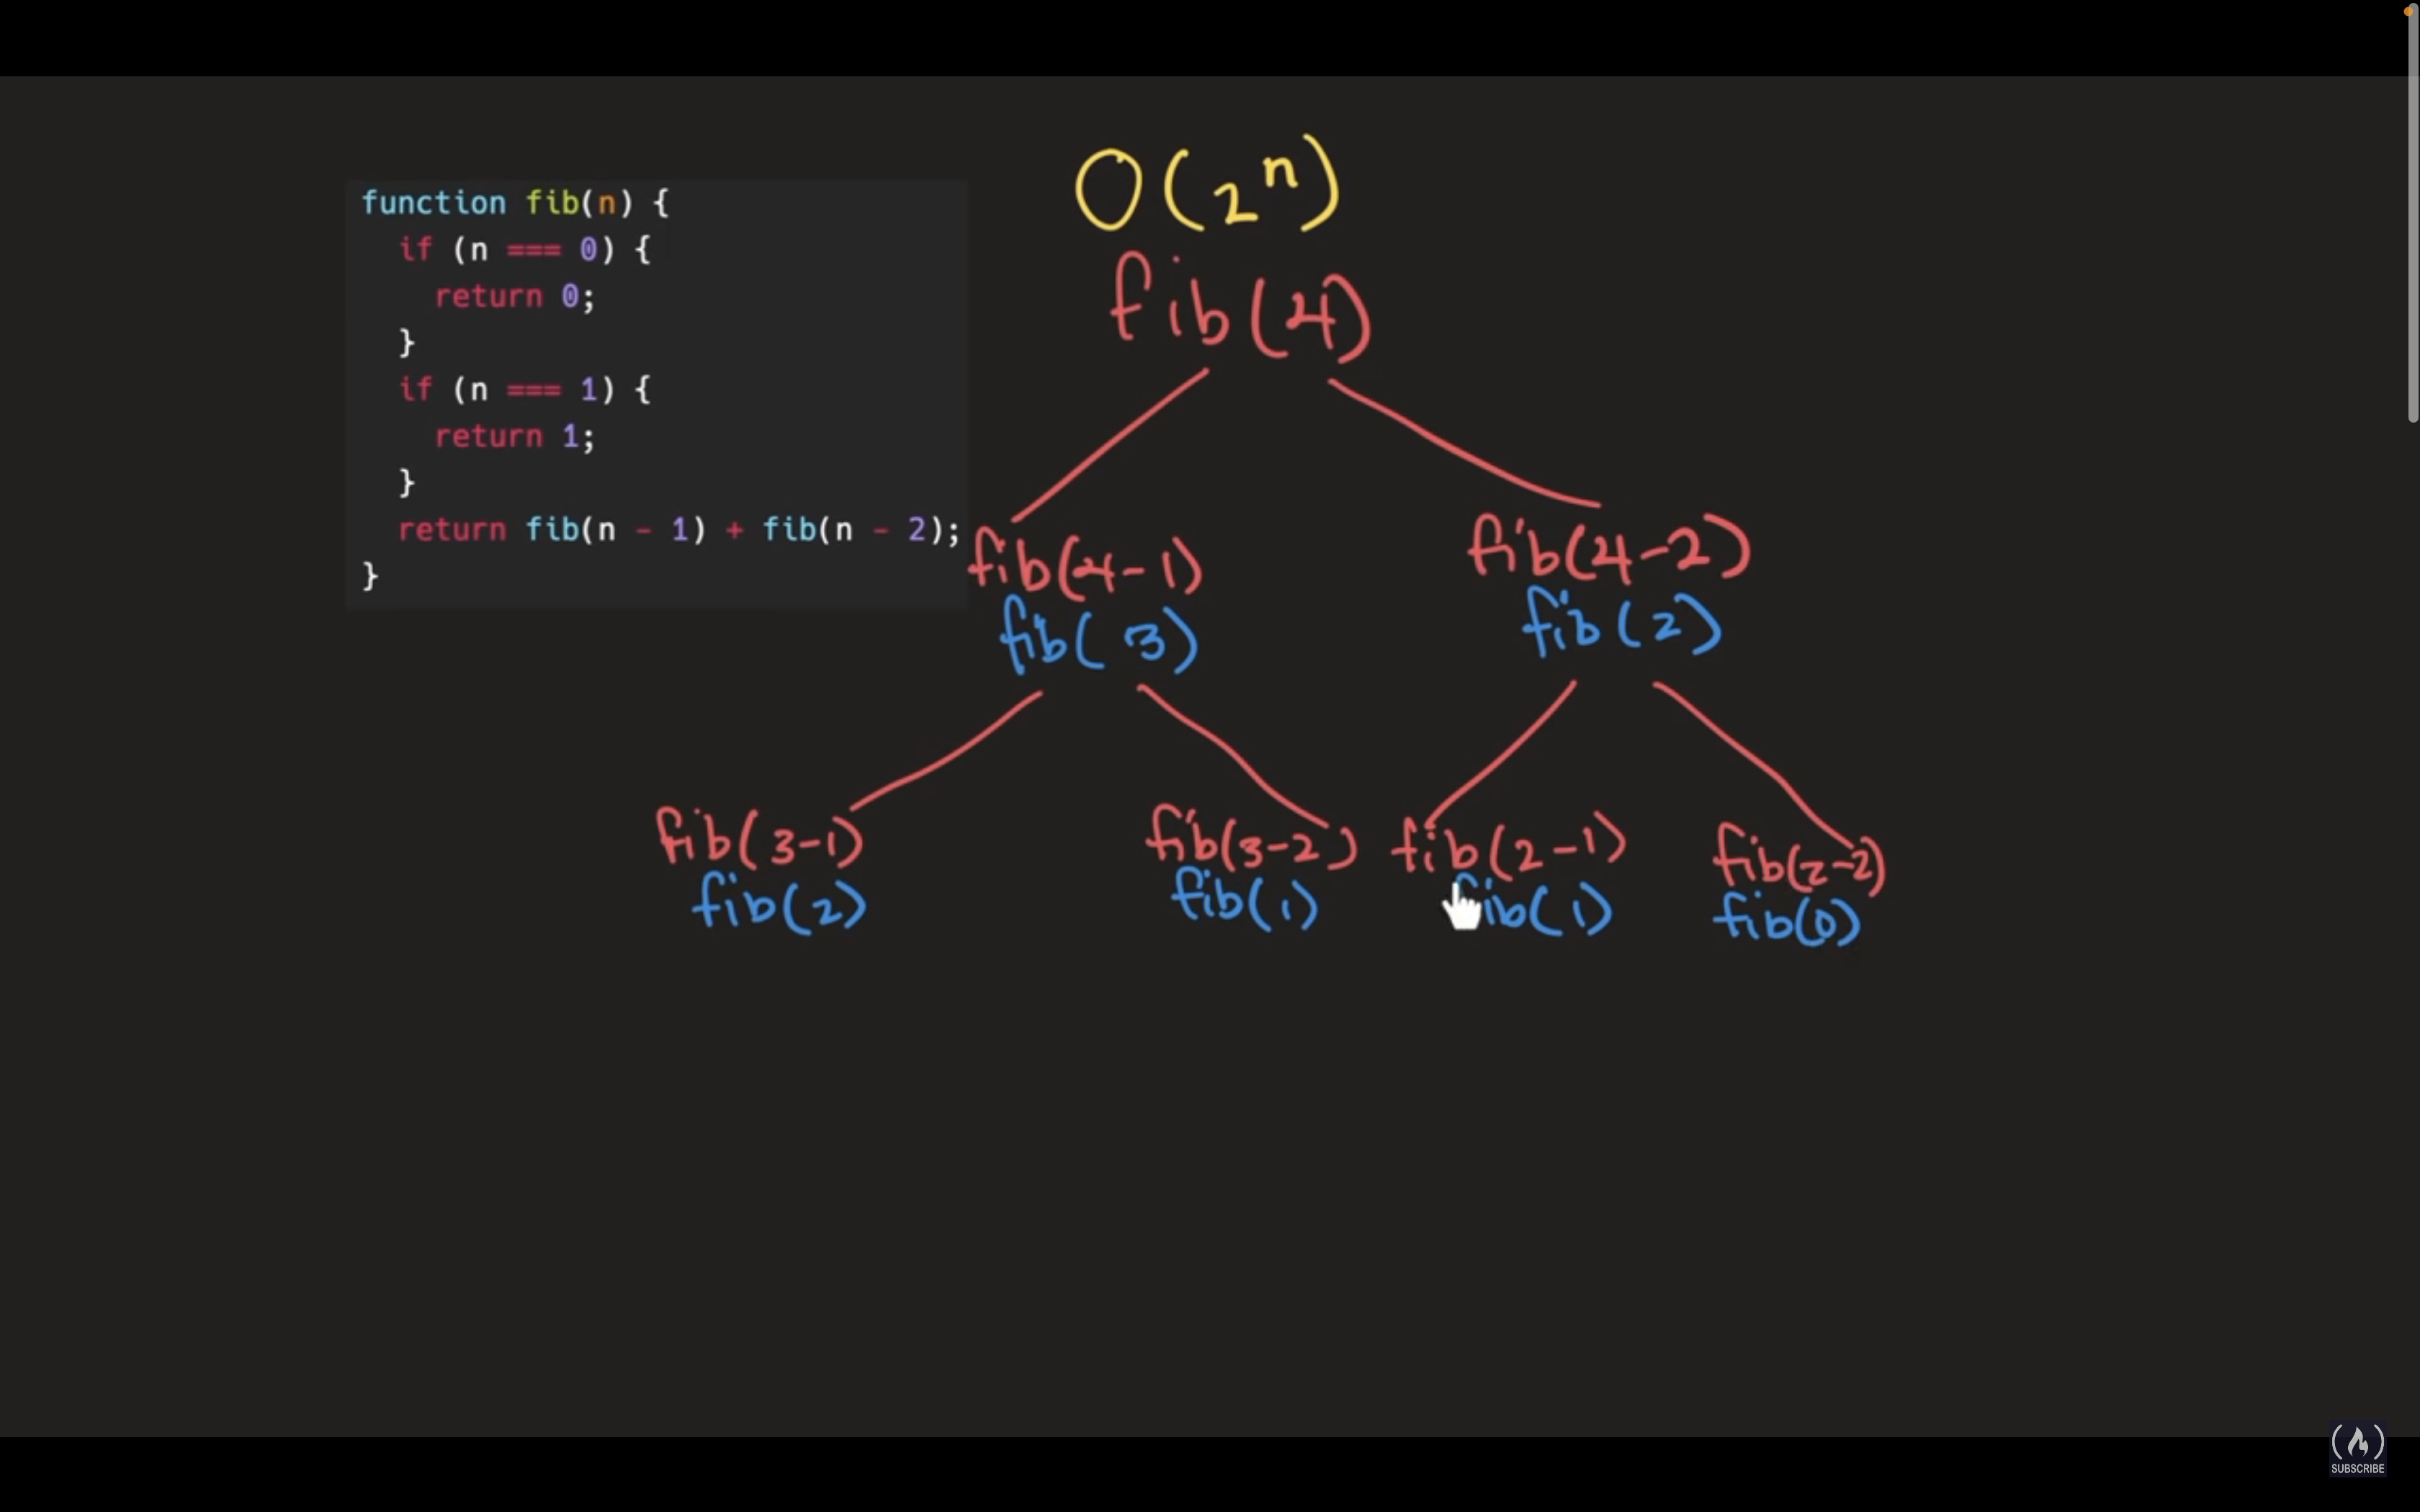 function fib(n) {
if (n === 0) {
return 0;
}
if (n === 1) {
return 1;
}
return fib(n - 1) + fib(n - 2);
}
O(2^n)
fib(4)
fib(4-1)
fib(4-2)
fib(3)
fib(2)
fib(3-1)
fib(3-2)
fib(2-1)
fib(2-2)
fib(2)
fib(1)
fib(1)
fib(0)
SUBSCRIBE